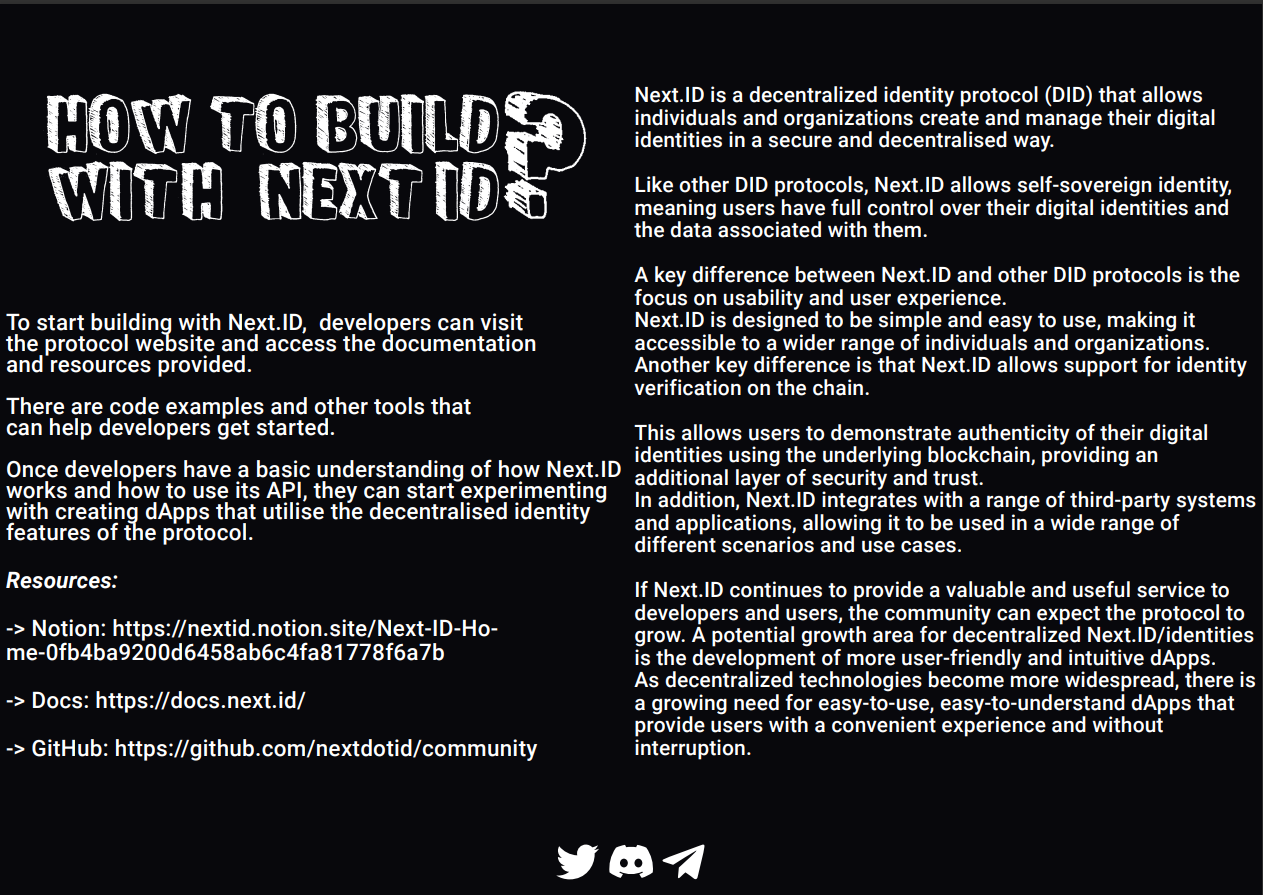 HOW TO BUILD
WITH NEXT ID?
To start building with Next.ID,  developers can visit
the protocol website and access the documentation
and resources provided.
There are code examples and other tools that
can help developers get started.
Once developers have a basic understanding of how Next.ID
works and how to use its API, they can start experimenting
with creating dApps that utilise the decentralised identity
features of the protocol.
Resources:
-> Notion: https://nextid.notion.site/Next-ID-Ho-
me-0fb4ba9200d6458ab6c4fa81778f6a7b
-> Docs: https://docs.next.id/
-> GitHub: https://github.com/nextdotid/community
Next.ID is a decentralized identity protocol (DID) that allows
individuals and organizations create and manage their digital
identities in a secure and decentralised way.
Like other DID protocols, Next.ID allows self-sovereign identity,
meaning users have full control over their digital identities and
the data associated with them.
A key difference between Next.ID and other DID protocols is the
focus on usability and user experience.
Next.ID is designed to be simple and easy to use, making it
accessible to a wider range of individuals and organizations.
Another key difference is that Next.ID allows support for identity
verification on the chain.
This allows users to demonstrate authenticity of their digital
identities using the underlying blockchain, providing an
additional layer of security and trust.
In addition, Next.ID integrates with a range of third-party systems
and applications, allowing it to be used in a wide range of
different scenarios and use cases.
If Next.ID continues to provide a valuable and useful service to
developers and users, the community can expect the protocol to
grow. A potential growth area for decentralized Next.ID/identities
is the development of more user-friendly and intuitive dApps.
As decentralized technologies become more widespread, there is
a growing need for easy-to-use, easy-to-understand dApps that
provide users with a convenient experience and without
interruption.